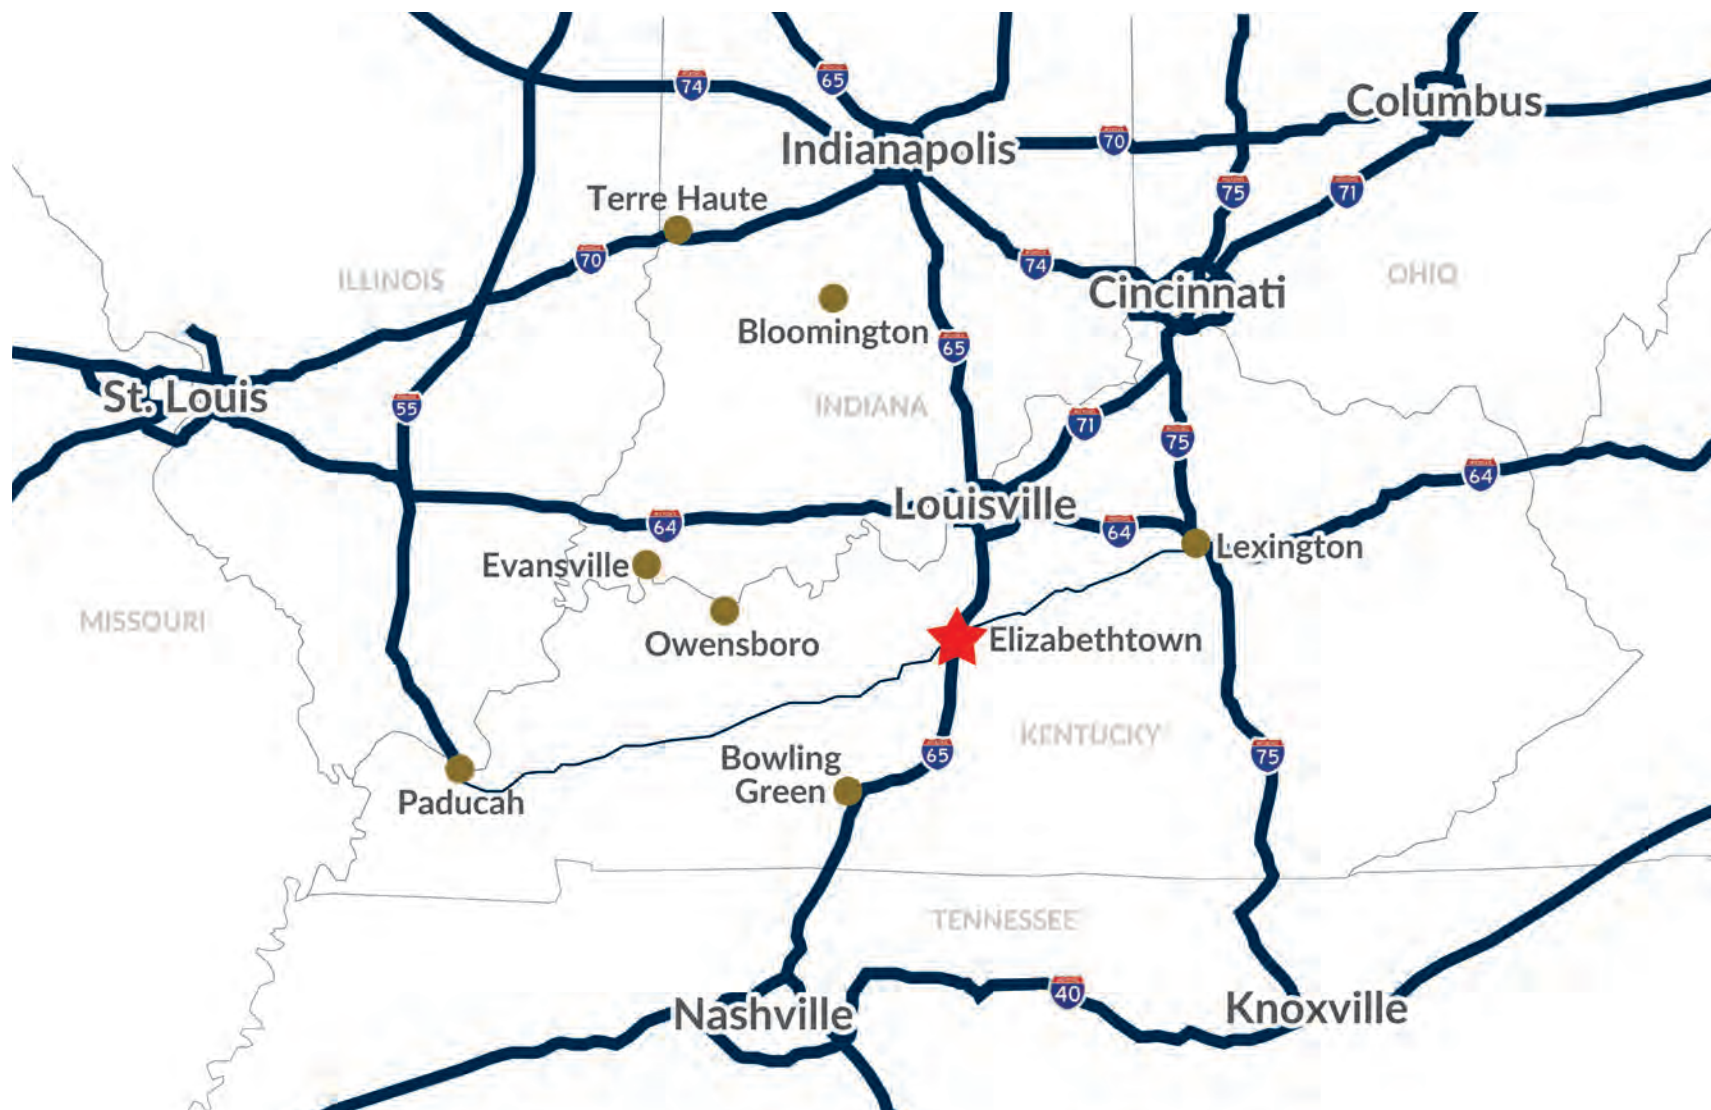 74
65
Columbus
70
Indianapolis
75
71
Terre Haute
70
74
ILLINOIS
OHIO
Cincinnati
Bloomington
65
St. Louis
55
INDIANA
71
75
64
Louisville
64
64
Evansville
Lexington
MISSOURI
Owensboro
Elizabethtown
KENTUCKY
Bowling
Green
65
75
Paducah
TENNESSEE
40
Nashville
Knoxville